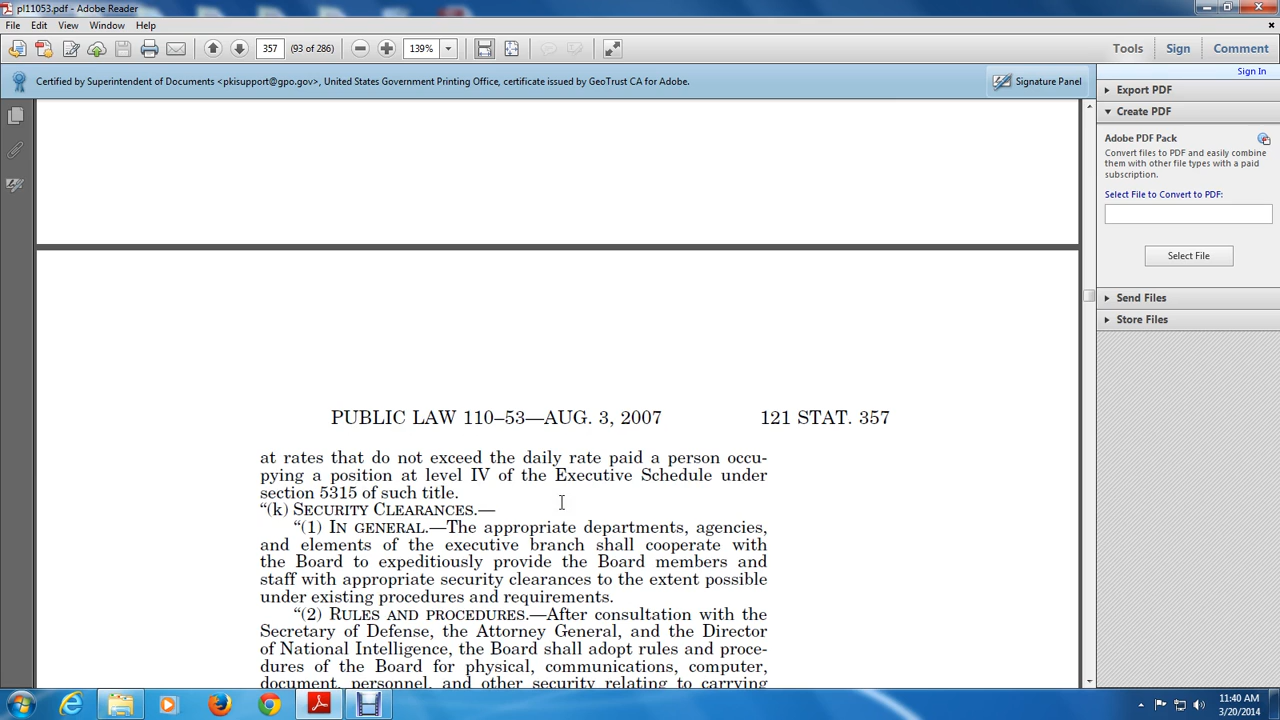 pl11053.pdf - Adobe Reader
File Edit View Window Help
357 (93 of 286) 139% Tools Sign Comment
Certified by Superintendent of Documents <pkisupport@gpo.gov>, United States Government Printing Office, certificate issued by GeoTrust CA for Adobe. Signature Panel
Sign In
Export PDF
Create PDF
Adobe PDF Pack
Convert files to PDF and easily combine
them with other file types with a paid
subscription.
Select File to Convert to PDF:
Select File
Send Files
Store Files
PUBLIC LAW 110–53—AUG. 3, 2007 121 STAT. 357
at rates that do not exceed the daily rate paid a person occu-
pying a position at level IV of the Executive Schedule under
section 5315 of such title.
“(k) SECURITY CLEARANCES.—
“(1) IN GENERAL.—The appropriate departments, agencies,
and elements of the executive branch shall cooperate with
the Board to expeditiously provide the Board members and
staff with appropriate security clearances to the extent possible
under existing procedures and requirements.
“(2) RULES AND PROCEDURES.—After consultation with the
Secretary of Defense, the Attorney General, and the Director
of National Intelligence, the Board shall adopt rules and proce-
dures of the Board for physical, communications, computer,
document, personnel, and other security relating to carrying
11:40 AM
3/20/2014